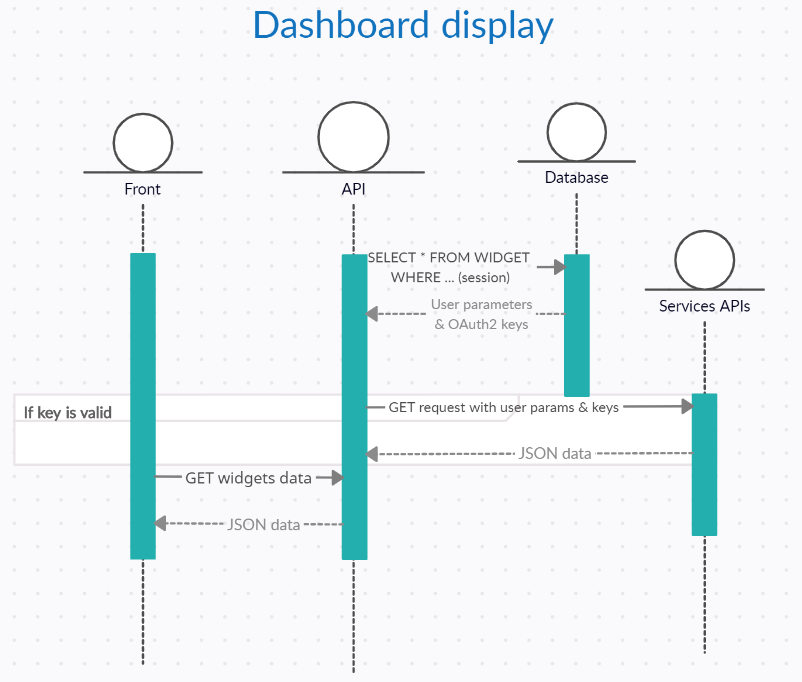 Dashboard display
Front
API
Database
Services APIs
SELECT * FROM WIDGET
WHERE ... (session)
User parameters
& OAuth2 keys
If key is valid
GET request with user params & keys
JSON data
GET widgets data
JSON data